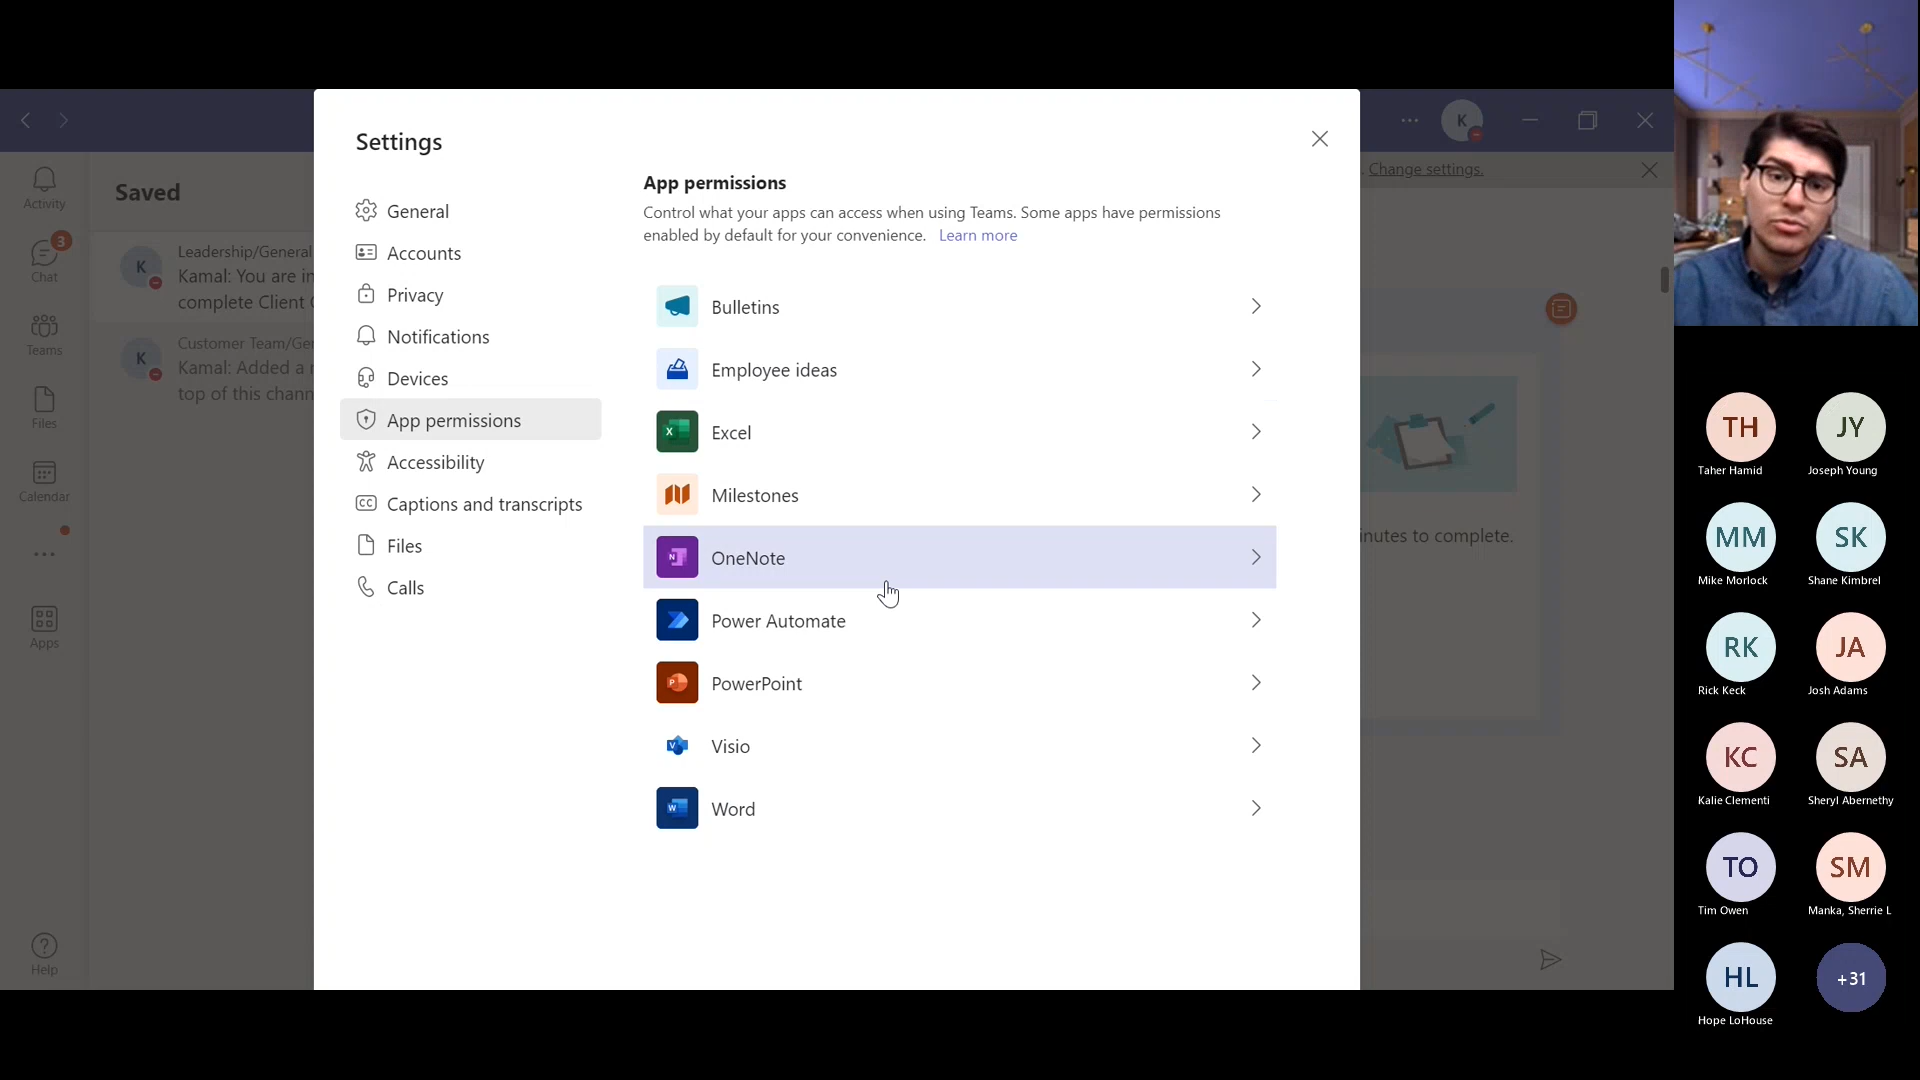 Settings
General
Accounts
Privacy
Notifications
Devices
App permissions
Accessibility
CC
Captions and transcripts
Files
Calls
App permissions
Control what your apps can access when using Teams. Some apps have permissions
enabled by default for your convenience. Learn more
Bulletins
Employee ideas
X
Excel
Milestones
N
OneNote
Power Automate
P
PowerPoint
V
Visio
W
Word
Activity
3
Chat
Teams
Files
Calendar
Apps
?
Help
Saved
K
Leadership/General
Kamal: You are in
complete Client
K
Customer Team/Ge
Kamal: Added a
top of this chann
K
Change settings.
inutes to complete.
TH
Taher Hamid
JY
Joseph Young
MM
Mike Morlock
SK
Shane Kimbrel
RK
Rick Keck
JA
Josh Adams
KC
Kalie Clementi
SA
Sheryl Abernethy
TO
Tim Owen
SM
Manka, Sherrie L
HL
Hope LoHouse
+31